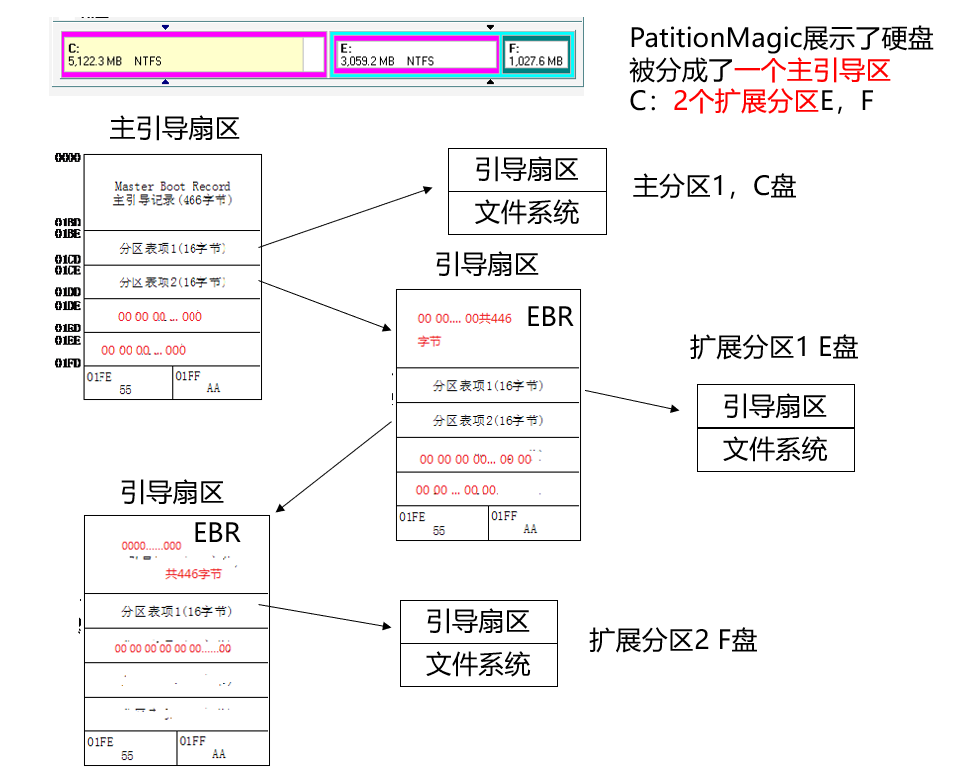 C:
5,122.3 MB NTFS
E:
3,059.2 MB NTFS
F:
1,027.6 MB
PatitionMagic展示了硬盘
被分成了一个主引导区
C：2个扩展分区E，F
主引导扇区
0000
Master Boot Record
主引导记录(466字节)
01BD
01BE
分区表项1(16字节)
01CD
01CE
分区表项2(16字节)
01DD
01DE
00 00 00 ... 000
01ED
01EE
00 00 00 ... 000
01FD
01FE
55
01FF
AA
引导扇区
文件系统
主分区1，C盘
引导扇区
00 00.... 00共446
字节
EBR
分区表项1(16字节)
分区表项2(16字节)
00 00 00 00... 00 00
00 00 ... 00 00.
01FE
55
01FF
AA
扩展分区1 E盘
引导扇区
文件系统
引导扇区
EBR
0000......000
共446字节
分区表项1(16字节)
00 00 00 00 00 00......00
01FE
55
01FF
AA
引导扇区
文件系统
扩展分区2 F盘